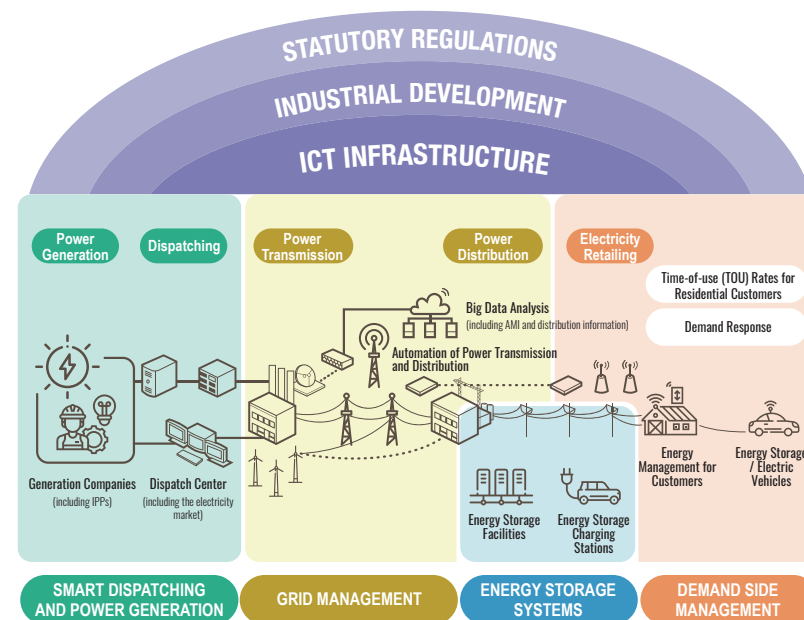 STATUTORY REGULATIONS
INDUSTRIAL DEVELOPMENT
ICT INFRASTRUCTURE
Power
Generation
Dispatching
Power
Transmission
Power
Distribution
Electricity
Retailing
Time-of-use (TOU) Rates for
Residential Customers
Demand Response
Big Data Analysis
(including AMI and distribution information)
Automation of Power Transmission
and Distribution
Generation Companies
(including IPPs)
Dispatch Center
(including the electricity
market)
Energy Storage
Facilities
Energy Storage
Charging
Stations
Energy
Management for
Customers
Energy Storage
/ Electric
Vehicles
SMART DISPATCHING
AND POWER GENERATION
GRID MANAGEMENT
ENERGY STORAGE
SYSTEMS
DEMAND SIDE
MANAGEMENT